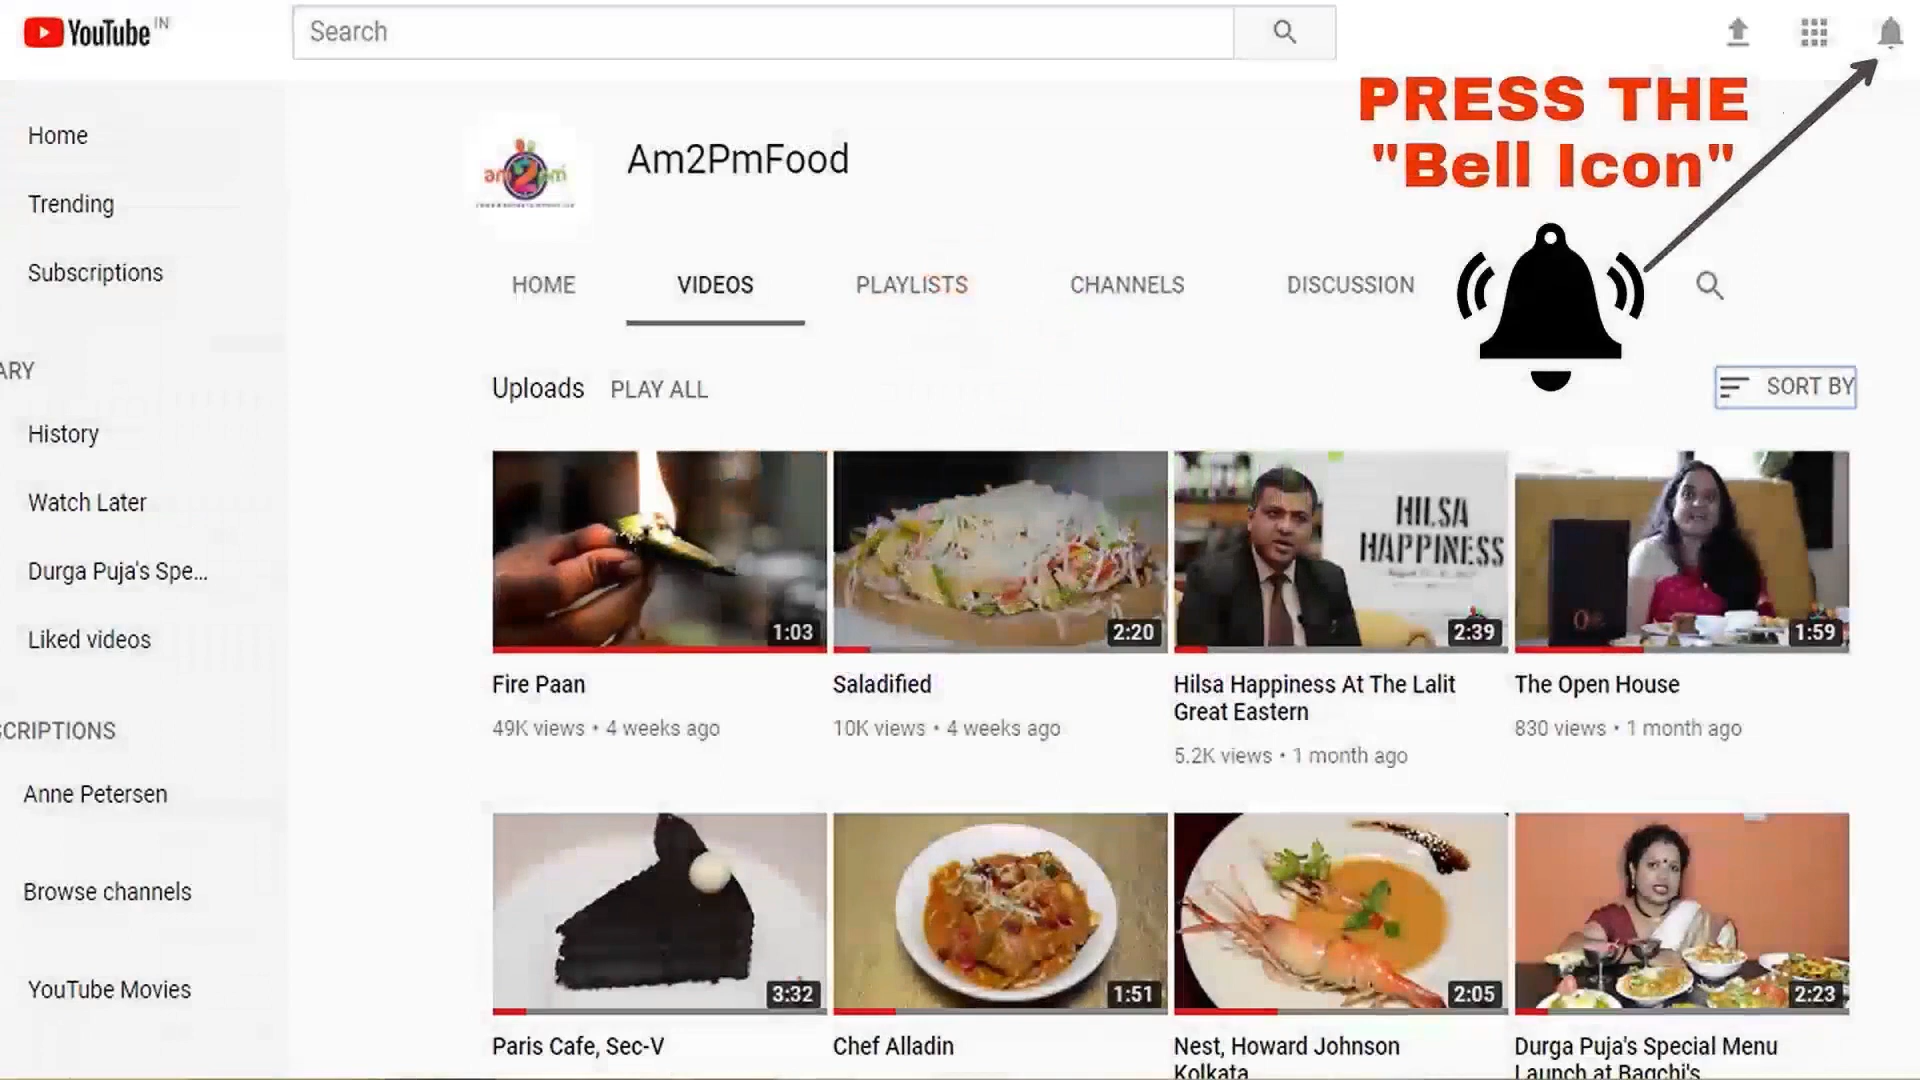 YouTube IN
Search
PRESS THE
"Bell Icon"
Home
Trending
Subscriptions
ARY
History
Watch Later
Durga Puja's Spe...
Liked videos
SCRIPTIONS
Anne Petersen
Browse channels
YouTube Movies
am2pm
Am2PmFood
HOME VIDEOS PLAYLISTS CHANNELS DISCUSSION
Uploads PLAY ALL SORT BY
HILSA
HAPPINESS
1:03 2:20 2:39 1:59
Fire Paan
49K views • 4 weeks ago
Saladified
10K views • 4 weeks ago
Hilsa Happiness At The Lalit
Great Eastern
5.2K views • 1 month ago
The Open House
830 views • 1 month ago
3:32 1:51 2:05 2:23
Paris Cafe, Sec-V
Chef Alladin
Nest, Howard Johnson
Kolkata
Durga Puja's Special Menu
Launch at Bagchi's